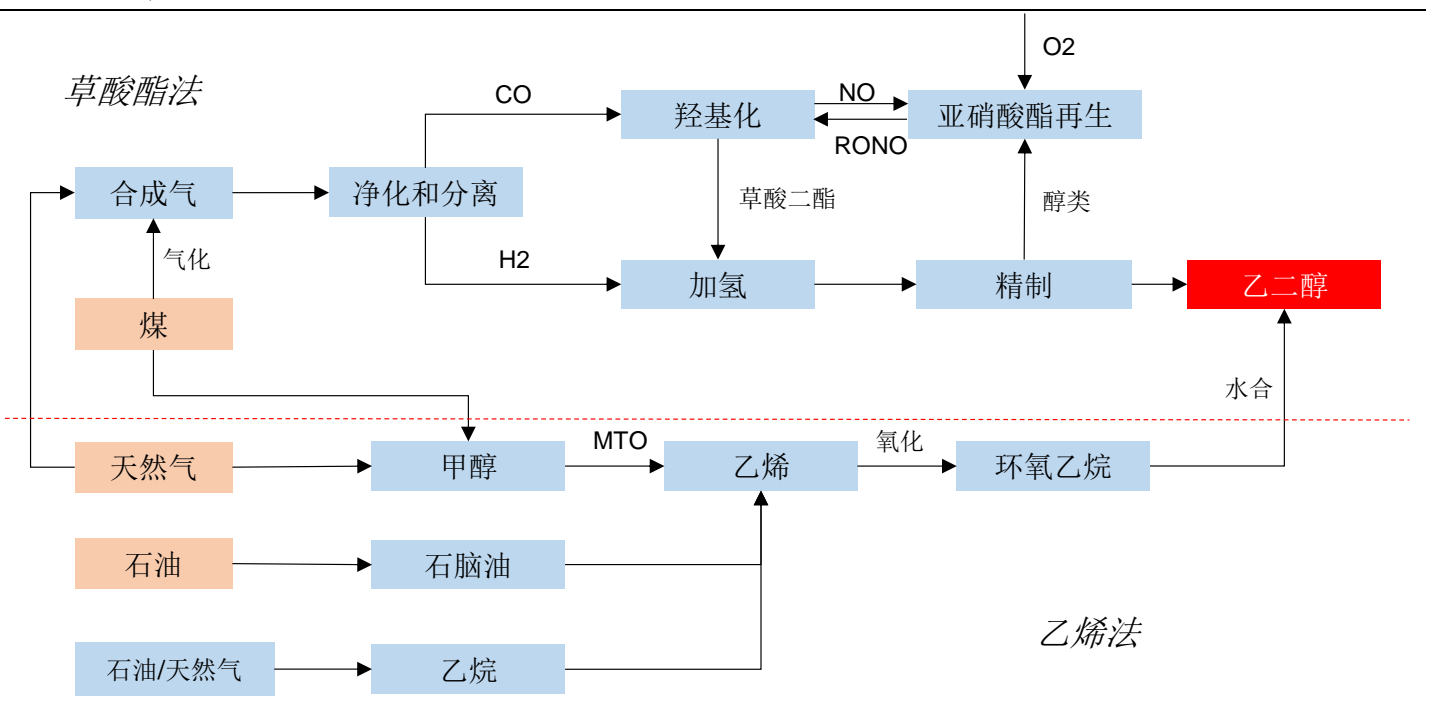 O2
草酸酯法
CO
羟基化
NO
RONO
亚硝酸酯再生
合成气
净化和分离
草酸二酯
醇类
气化
H2
加氢
精制
乙二醇
煤
水合
天然气
甲醇
MTO
乙烯
氧化
环氧乙烷
石油
石脑油
乙烯法
石油/天然气
乙烷